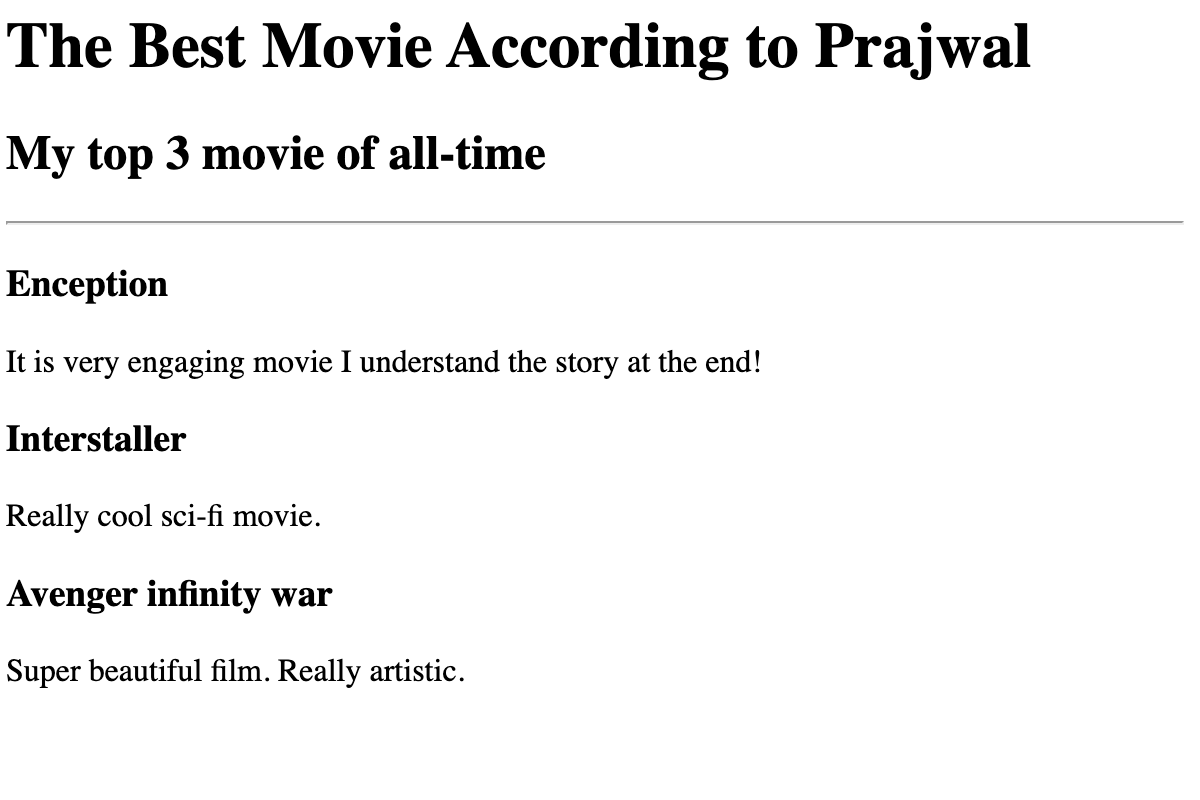 The Best Movie According to Prajwal
My top 3 movie of all-time
Enception
It is very engaging movie I understand the story at the end!
Interstaller
Really cool sci-fi movie.
Avenger infinity war
Super beautiful film. Really artistic.